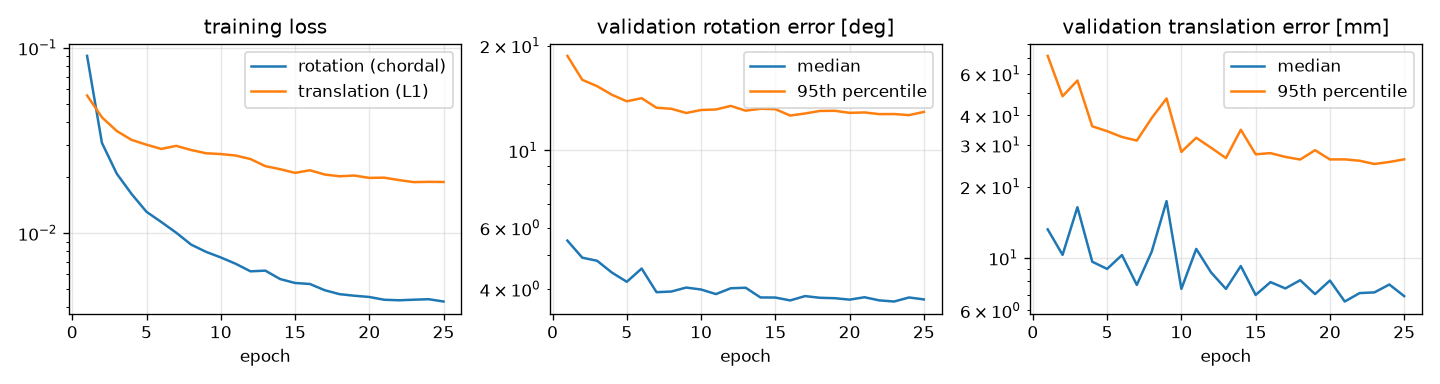 training loss
10⁻¹
10⁻²
rotation (chordal)
translation (L1)
0 5 10 15 20 25
epoch
validation rotation error [deg]
2 × 10¹
10¹
6 × 10⁰
4 × 10⁰
median
95th percentile
0 5 10 15 20 25
epoch
validation translation error [mm]
6 × 10¹
4 × 10¹
3 × 10¹
2 × 10¹
10¹
6 × 10⁰
median
95th percentile
0 5 10 15 20 25
epoch